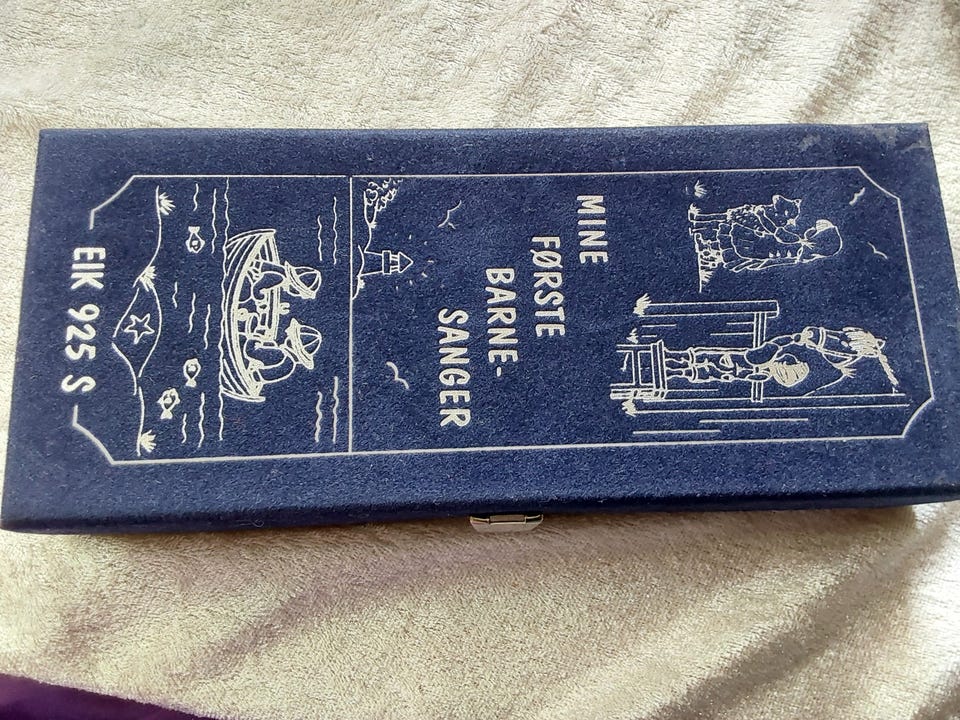 MINE
FØRSTE
BARNE-
SANGER
EIK 925 S